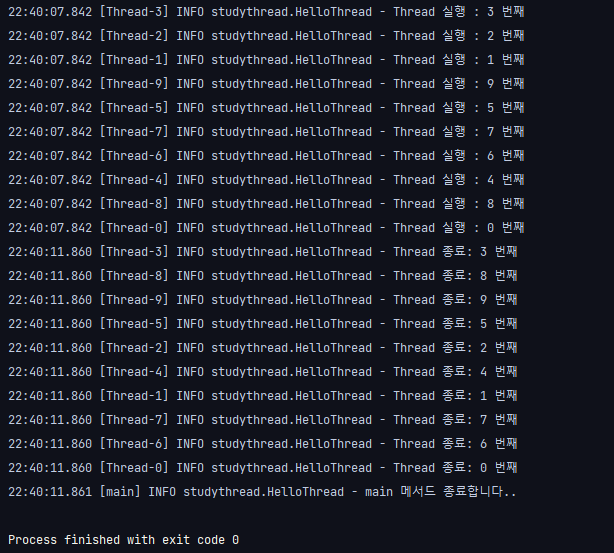 22:40:07.842 [Thread-3] INFO studythread.HelloThread - Thread 실행 : 3 번째
22:40:07.842 [Thread-2] INFO studythread.HelloThread - Thread 실행 : 2 번째
22:40:07.842 [Thread-1] INFO studythread.HelloThread - Thread 실행 : 1 번째
22:40:07.842 [Thread-9] INFO studythread.HelloThread - Thread 실행 : 9 번째
22:40:07.842 [Thread-5] INFO studythread.HelloThread - Thread 실행 : 5 번째
22:40:07.842 [Thread-7] INFO studythread.HelloThread - Thread 실행 : 7 번째
22:40:07.842 [Thread-6] INFO studythread.HelloThread - Thread 실행 : 6 번째
22:40:07.842 [Thread-4] INFO studythread.HelloThread - Thread 실행 : 4 번째
22:40:07.842 [Thread-8] INFO studythread.HelloThread - Thread 실행 : 8 번째
22:40:07.842 [Thread-0] INFO studythread.HelloThread - Thread 실행 : 0 번째
22:40:11.860 [Thread-3] INFO studythread.HelloThread - Thread 종료: 3 번째
22:40:11.860 [Thread-8] INFO studythread.HelloThread - Thread 종료: 8 번째
22:40:11.860 [Thread-9] INFO studythread.HelloThread - Thread 종료: 9 번째
22:40:11.860 [Thread-5] INFO studythread.HelloThread - Thread 종료: 5 번째
22:40:11.860 [Thread-2] INFO studythread.HelloThread - Thread 종료: 2 번째
22:40:11.860 [Thread-4] INFO studythread.HelloThread - Thread 종료: 4 번째
22:40:11.860 [Thread-1] INFO studythread.HelloThread - Thread 종료: 1 번째
22:40:11.860 [Thread-7] INFO studythread.HelloThread - Thread 종료: 7 번째
22:40:11.860 [Thread-6] INFO studythread.HelloThread - Thread 종료: 6 번째
22:40:11.860 [Thread-0] INFO studythread.HelloThread - Thread 종료: 0 번째
22:40:11.861 [main] INFO studythread.HelloThread - main 메서드 종료합니다..
Process finished with exit code 0